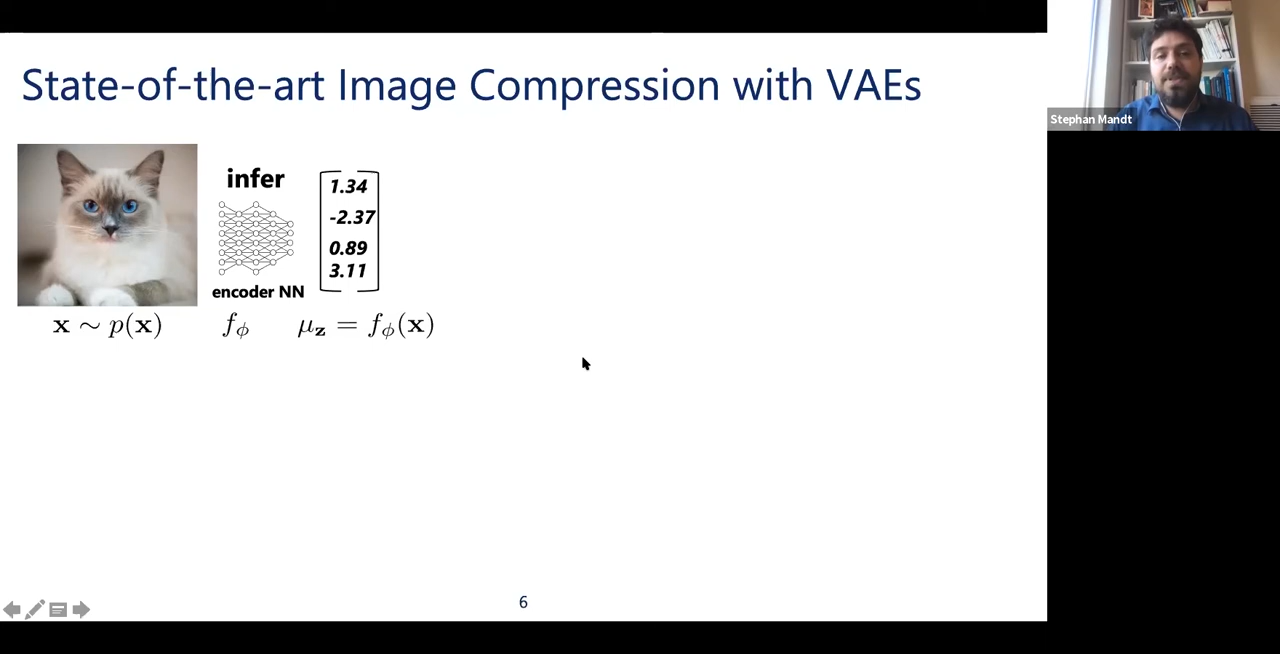 State-of-the-art Image Compression with VAEs
Stephan Mandt
infer
1.34
-2.37
0.89
3.11
encoder NN
x ∼ p(x)
f_ϕ
μ_z = f_ϕ(x)
6